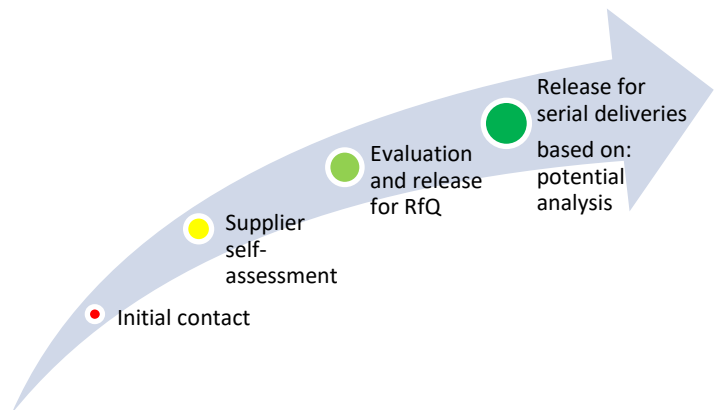 Initial contact
Supplier
self-
assessment
Evaluation
and release
for RfQ
Release for
serial deliveries
based on:
potential
analysis